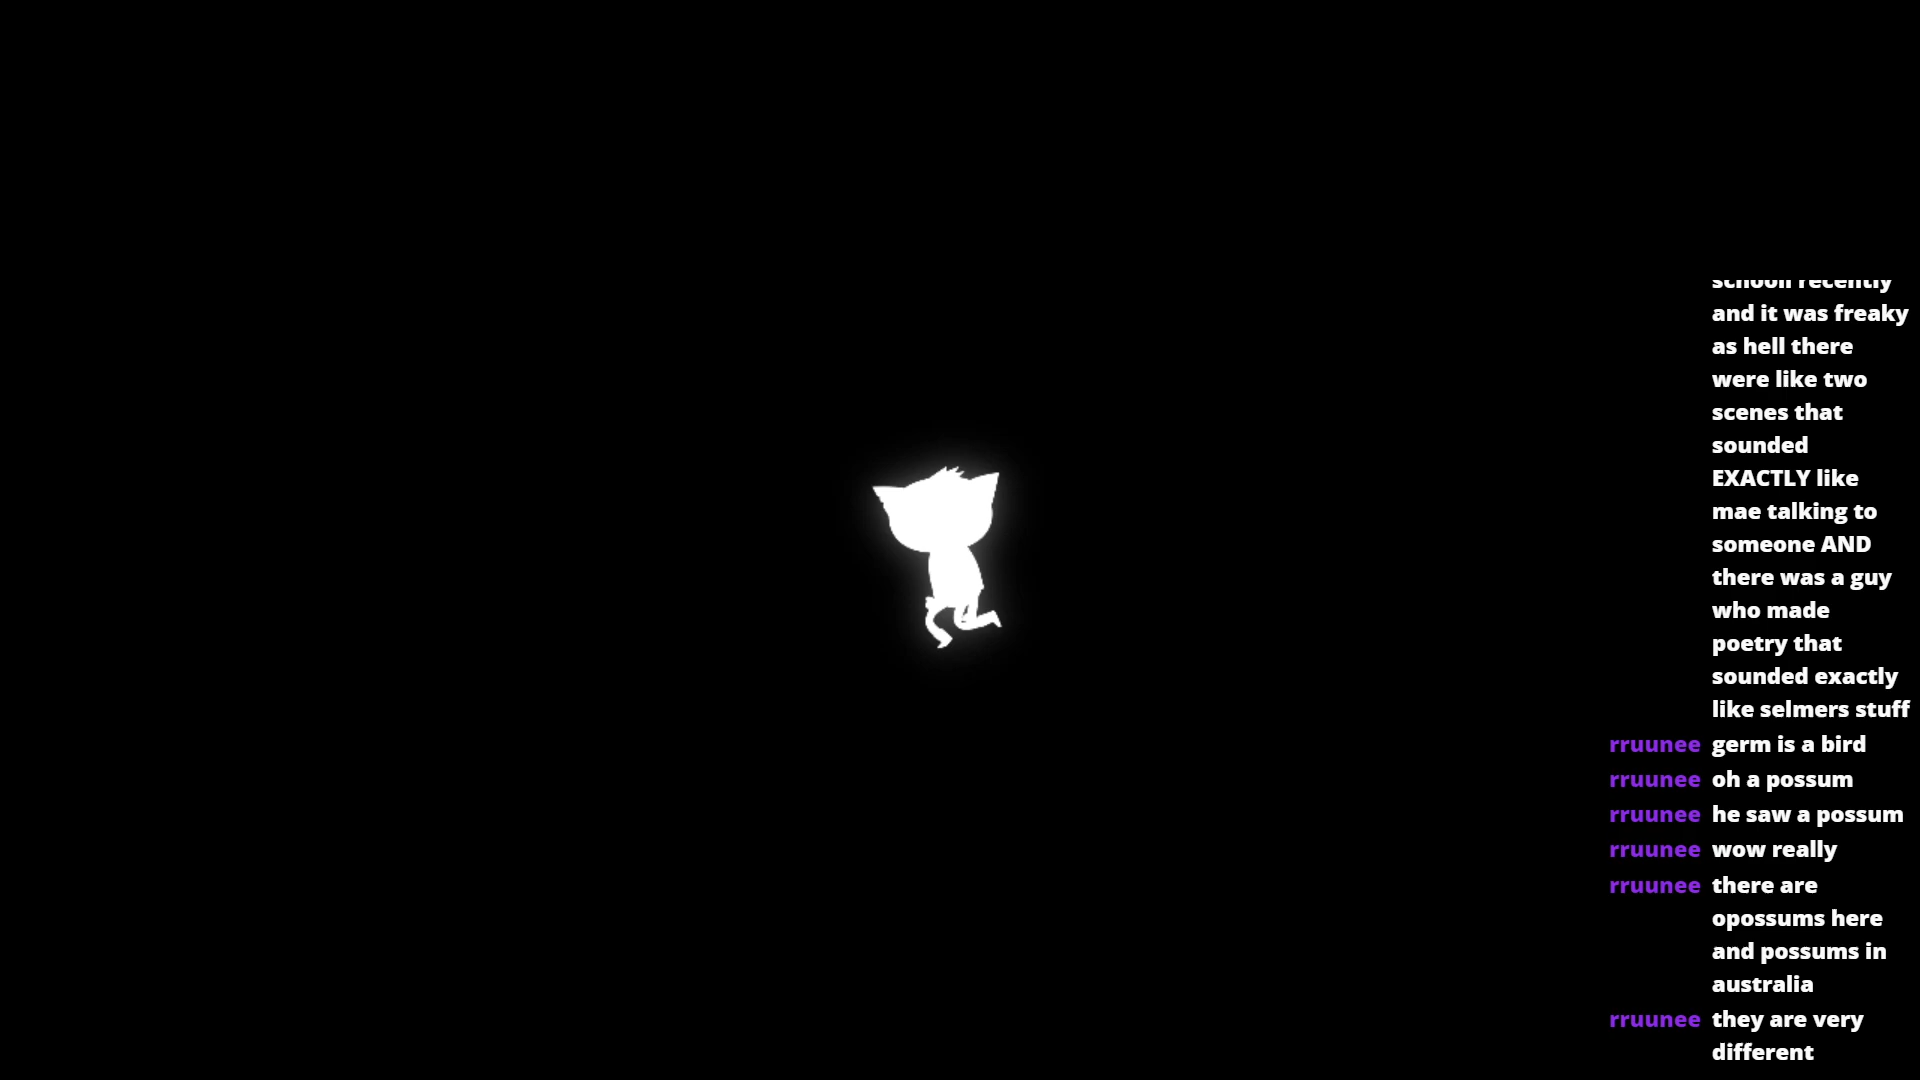 and it was freaky
as hell there
were like two
scenes that
sounded
EXACTLY like
mae talking to
someone AND
there was a guy
who made
poetry that
sounded exactly
like selmers stuff
rruunee germ is a bird
rruunee oh a possum
rruunee he saw a possum
rruunee wow really
rruunee there are
opossums here
and possums in
australia
rruunee they are very
different